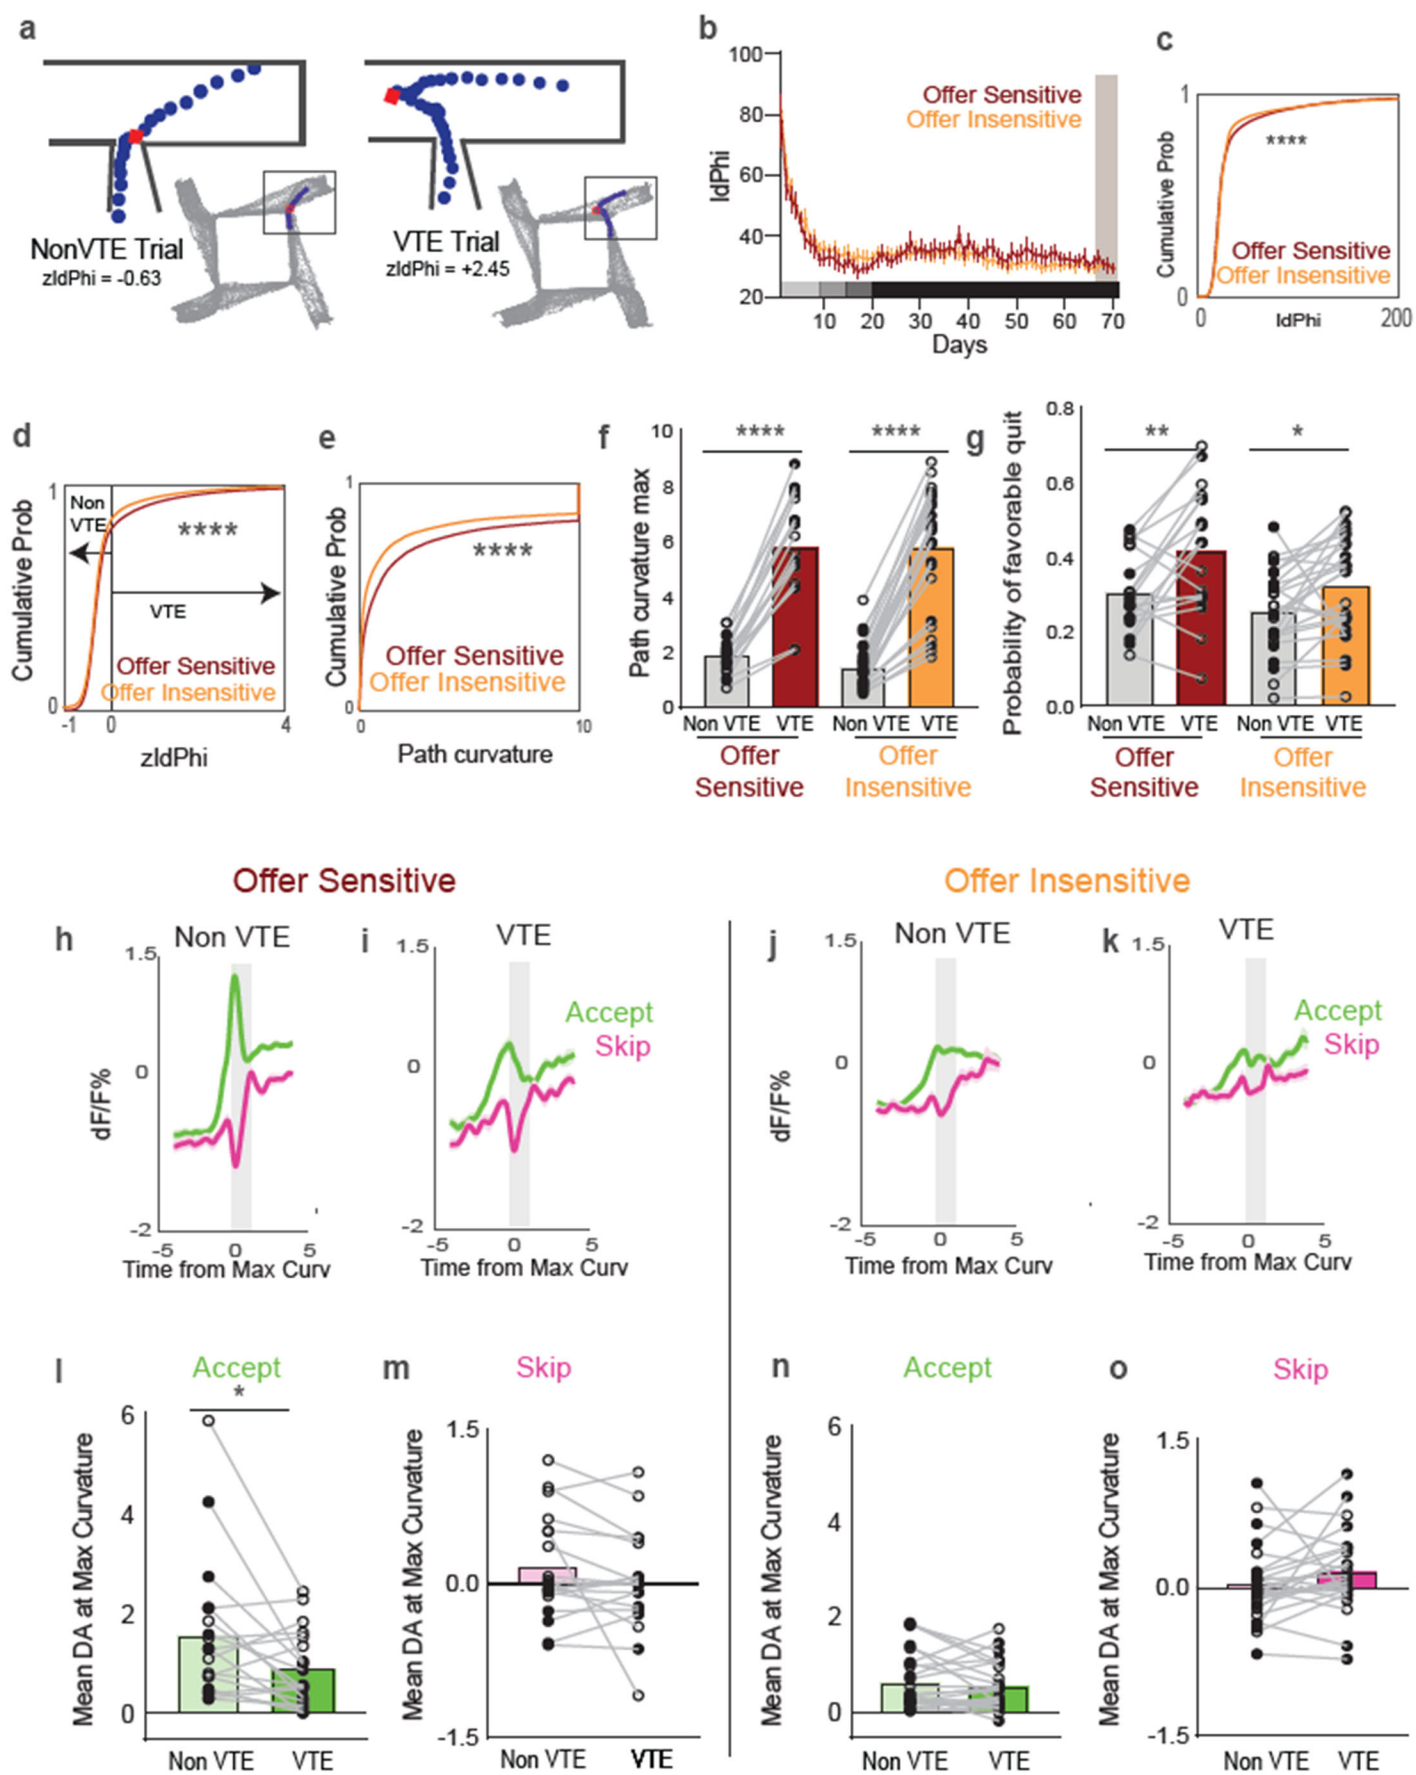 a
NonVTE Trial
zIdPhi = -0.63
VTE Trial
zIdPhi = +2.45
b
100
80
60
40
20
IdPhi
Offer Sensitive
Offer Insensitive
10 20 30 40 50 60 70
Days
c
1
0
Cumulative Prob
****
Offer Sensitive
Offer Insensitive
0 200
IdPhi
d
Cumulative Prob
1
0
Non
VTE
****
VTE
Offer Sensitive
Offer Insensitive
-1 0 4
zIdPhi
e
Cumulative Prob
1
0
****
Offer Sensitive
Offer Insensitive
0 10
Path curvature
f
Path curvature max
10
8
6
4
2
0
**** ****
Non VTE VTE Non VTE VTE
Offer Offer
Sensitive Insensitive
g
Probability of favorable quit
0.8
0.6
0.4
0.2
0.0
** *
Non VTE VTE Non VTE VTE
Offer Offer
Sensitive Insensitive
Offer Sensitive
Offer Insensitive
h
Non VTE
1.5
0
-2
dF/F%
-5 0 5
Time from Max Curv
i
VTE
1.5
0
-2
Accept
Skip
-5 0 5
Time from Max Curv
j
Non VTE
1.5
0
-2
dF/F%
-5 0 5
Time from Max Curv
k
VTE
1.5
0
-2
Accept
Skip
-5 0 5
Time from Max Curv
l
Accept
*
6
4
2
0
Mean DA at Max Curvature
Non VTE VTE
m
Skip
1.5
0.0
-1.5
Mean DA at Max Curvature
Non VTE VTE
n
Accept
6
4
2
0
Mean DA at Max Curvature
Non VTE VTE
o
Skip
1.5
0.0
-1.5
Mean DA at Max Curvature
Non VTE VTE